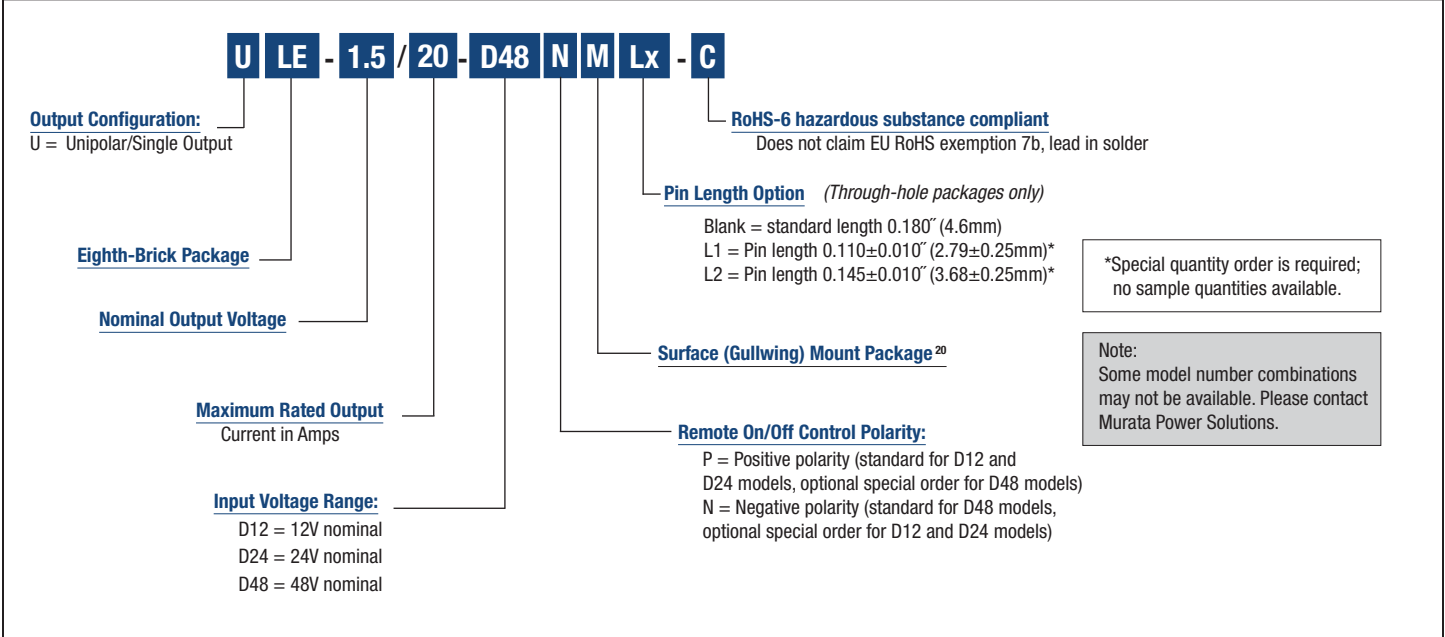 U LE - 1.5 / 20 - D48 N M Lx - C
Output Configuration:
U = Unipolar/Single Output
Eighth-Brick Package
Nominal Output Voltage
Maximum Rated Output
Current in Amps
Input Voltage Range:
D12 = 12V nominal
D24 = 24V nominal
D48 = 48V nominal
RoHS-6 hazardous substance compliant
Does not claim EU RoHS exemption 7b, lead in solder
Pin Length Option (Through-hole packages only)
Blank = standard length 0.180˝ (4.6mm)
L1 = Pin length 0.110±0.010˝ (2.79±0.25mm)*
L2 = Pin length 0.145±0.010˝ (3.68±0.25mm)*
Surface (Gullwing) Mount Package 20
Remote On/Off Control Polarity:
P = Positive polarity (standard for D12 and
D24 models, optional special order for D48 models)
N = Negative polarity (standard for D48 models,
optional special order for D12 and D24 models)
*Special quantity order is required;
no sample quantities available.
Note:
Some model number combinations
may not be available. Please contact
Murata Power Solutions.